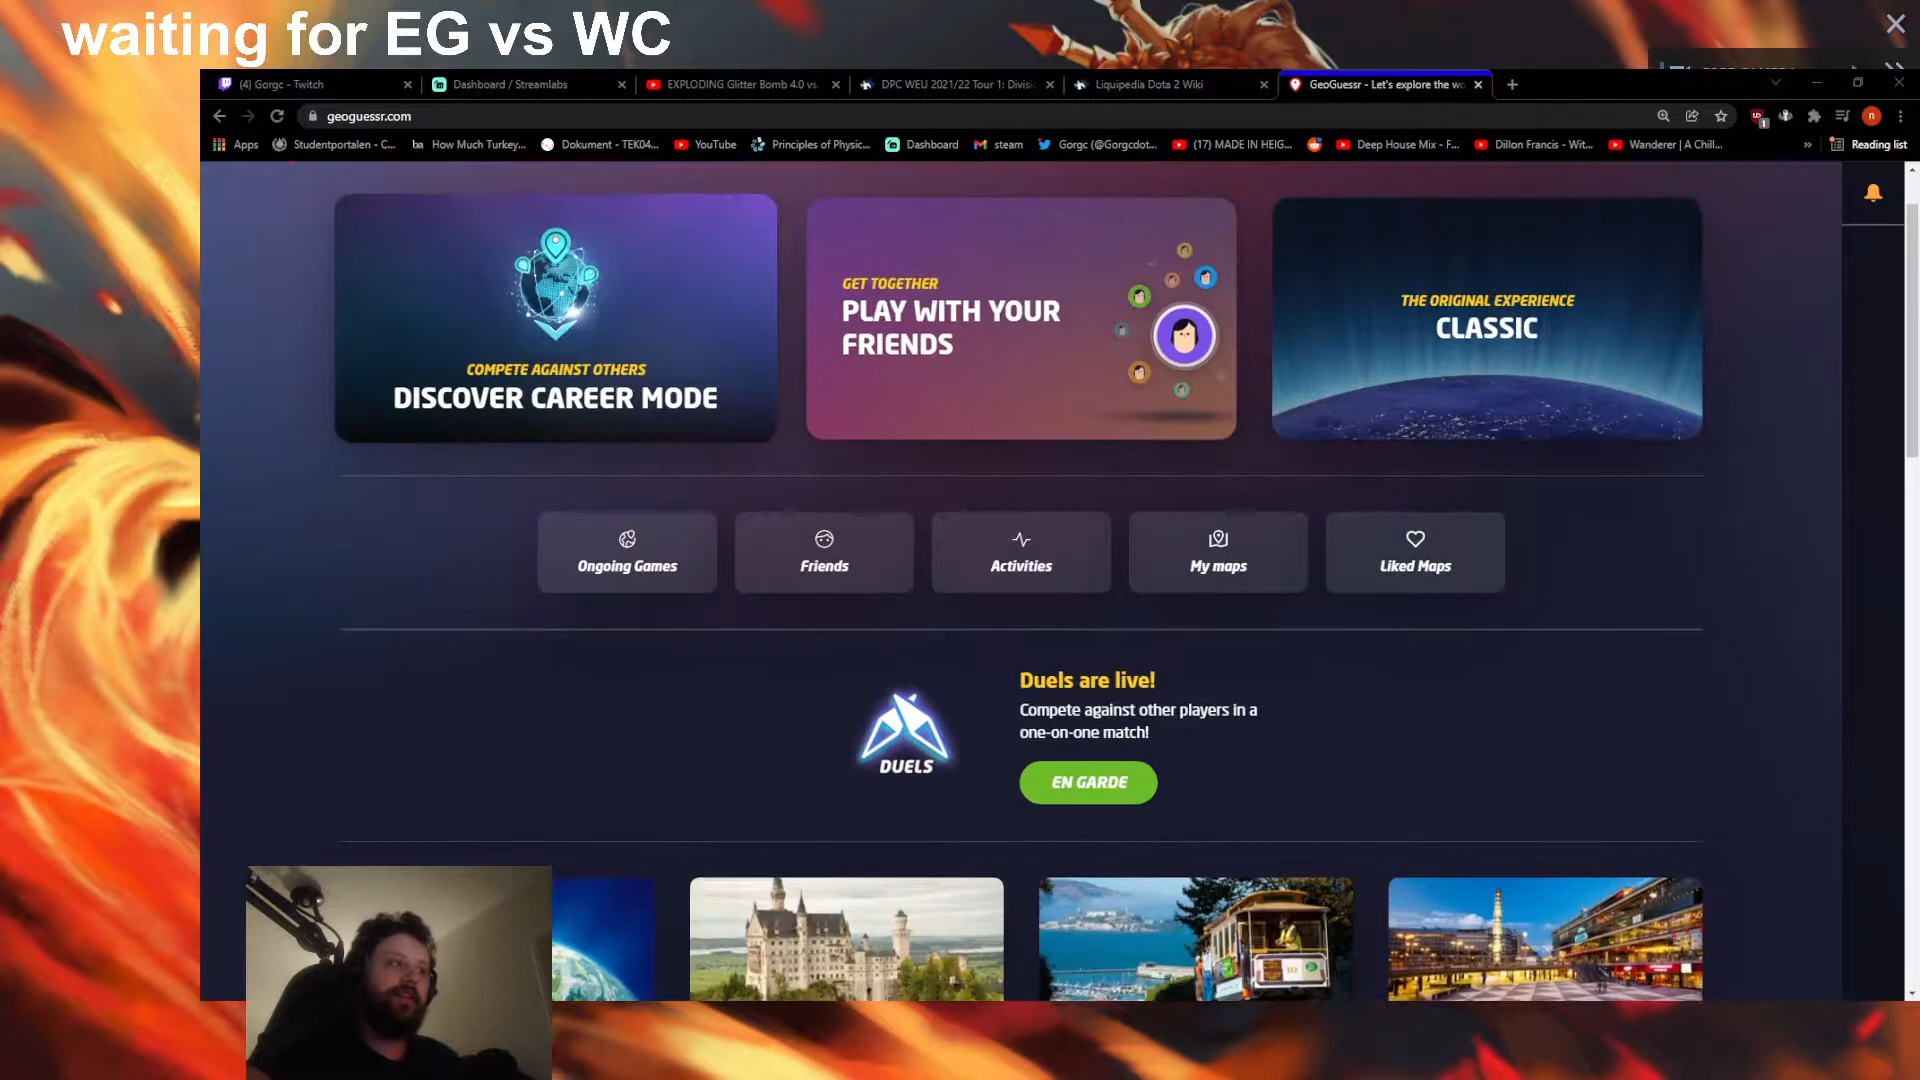 waiting for EG vs WC
(4) Gorgc - Twitch
Dashboard / Streamlabs
EXPLODING Glitter Bomb 4.0 vs.
DPC WEU 2021/22 Tour 1: Divisi
Liquipedia Dota 2 Wiki
GeoGuessr - Let's explore the wo
geoguessr.com
Apps
Studentportalen - C...
How Much Turkey...
Dokument - TEK04...
YouTube
Principles of Physic...
Dashboard
steam
Gorgc (@Gorgcdot...
(17) MADE IN HEIG...
Deep House Mix - F...
Dillon Francis - Wit...
Wanderer | A Chill...
Reading list
COMPETE AGAINST OTHERS
DISCOVER CAREER MODE
GET TOGETHER
PLAY WITH YOUR
FRIENDS
THE ORIGINAL EXPERIENCE
CLASSIC
Ongoing Games
Friends
Activities
My maps
Liked Maps
DUELS
Duels are live!
Compete against other players in a
one-on-one match!
EN GARDE